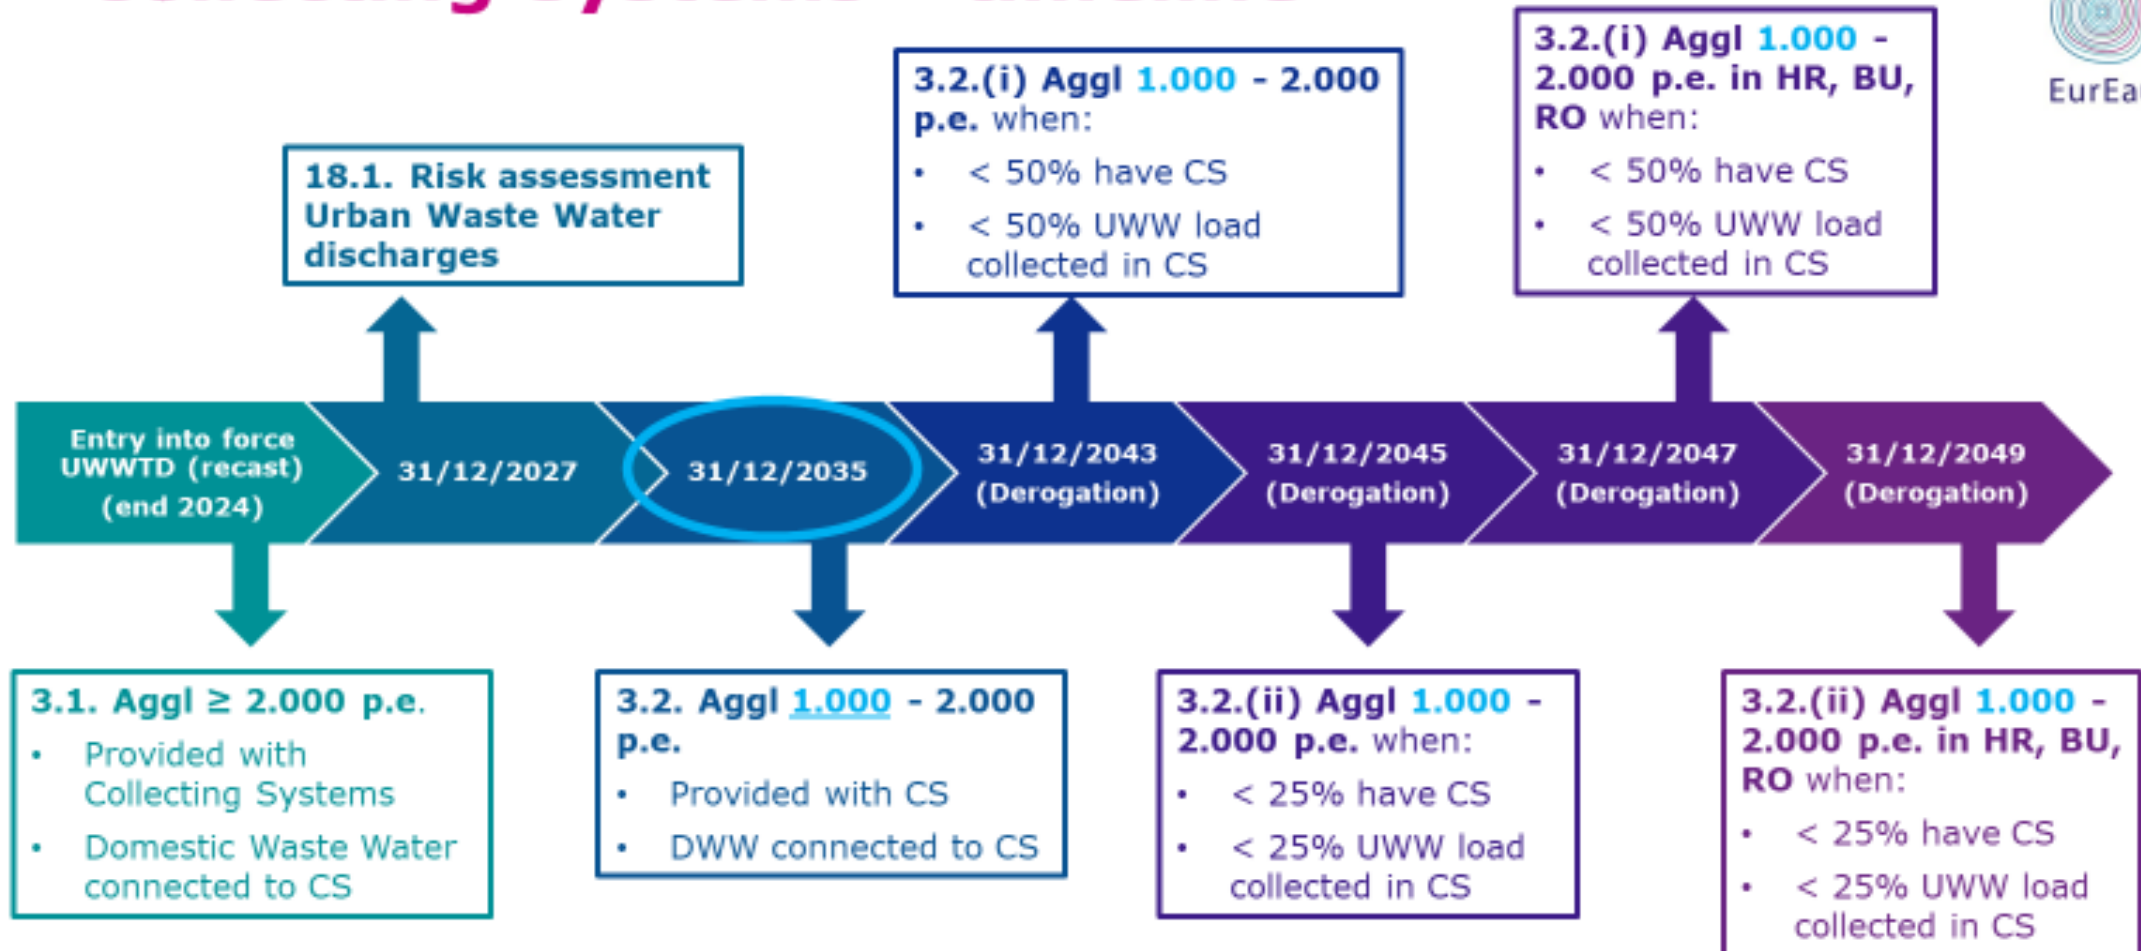 3.2.(i) Aggl 1.000 -
2.000 p.e. in HR, BU,
RO when:
• < 50% have CS
• < 50% UWW load
collected in CS
3.2.(i) Aggl 1.000 - 2.000
p.e. when:
• < 50% have CS
• < 50% UWW load
collected in CS
18.1. Risk assessment
Urban Waste Water
discharges
Entry into force
UWWTD (recast)
(end 2024)
31/12/2027
31/12/2035
31/12/2043
(Derogation)
31/12/2045
(Derogation)
31/12/2047
(Derogation)
31/12/2049
(Derogation)
3.1. Aggl ≥ 2.000 p.e.
• Provided with
Collecting Systems
• Domestic Waste Water
connected to CS
3.2. Aggl 1.000 - 2.000
p.e.
• Provided with CS
• DWW connected to CS
3.2.(ii) Aggl 1.000 -
2.000 p.e. when:
• < 25% have CS
• < 25% UWW load
collected in CS
3.2.(ii) Aggl 1.000 -
2.000 p.e. in HR, BU,
RO when:
• < 25% have CS
• < 25% UWW load
collected in CS